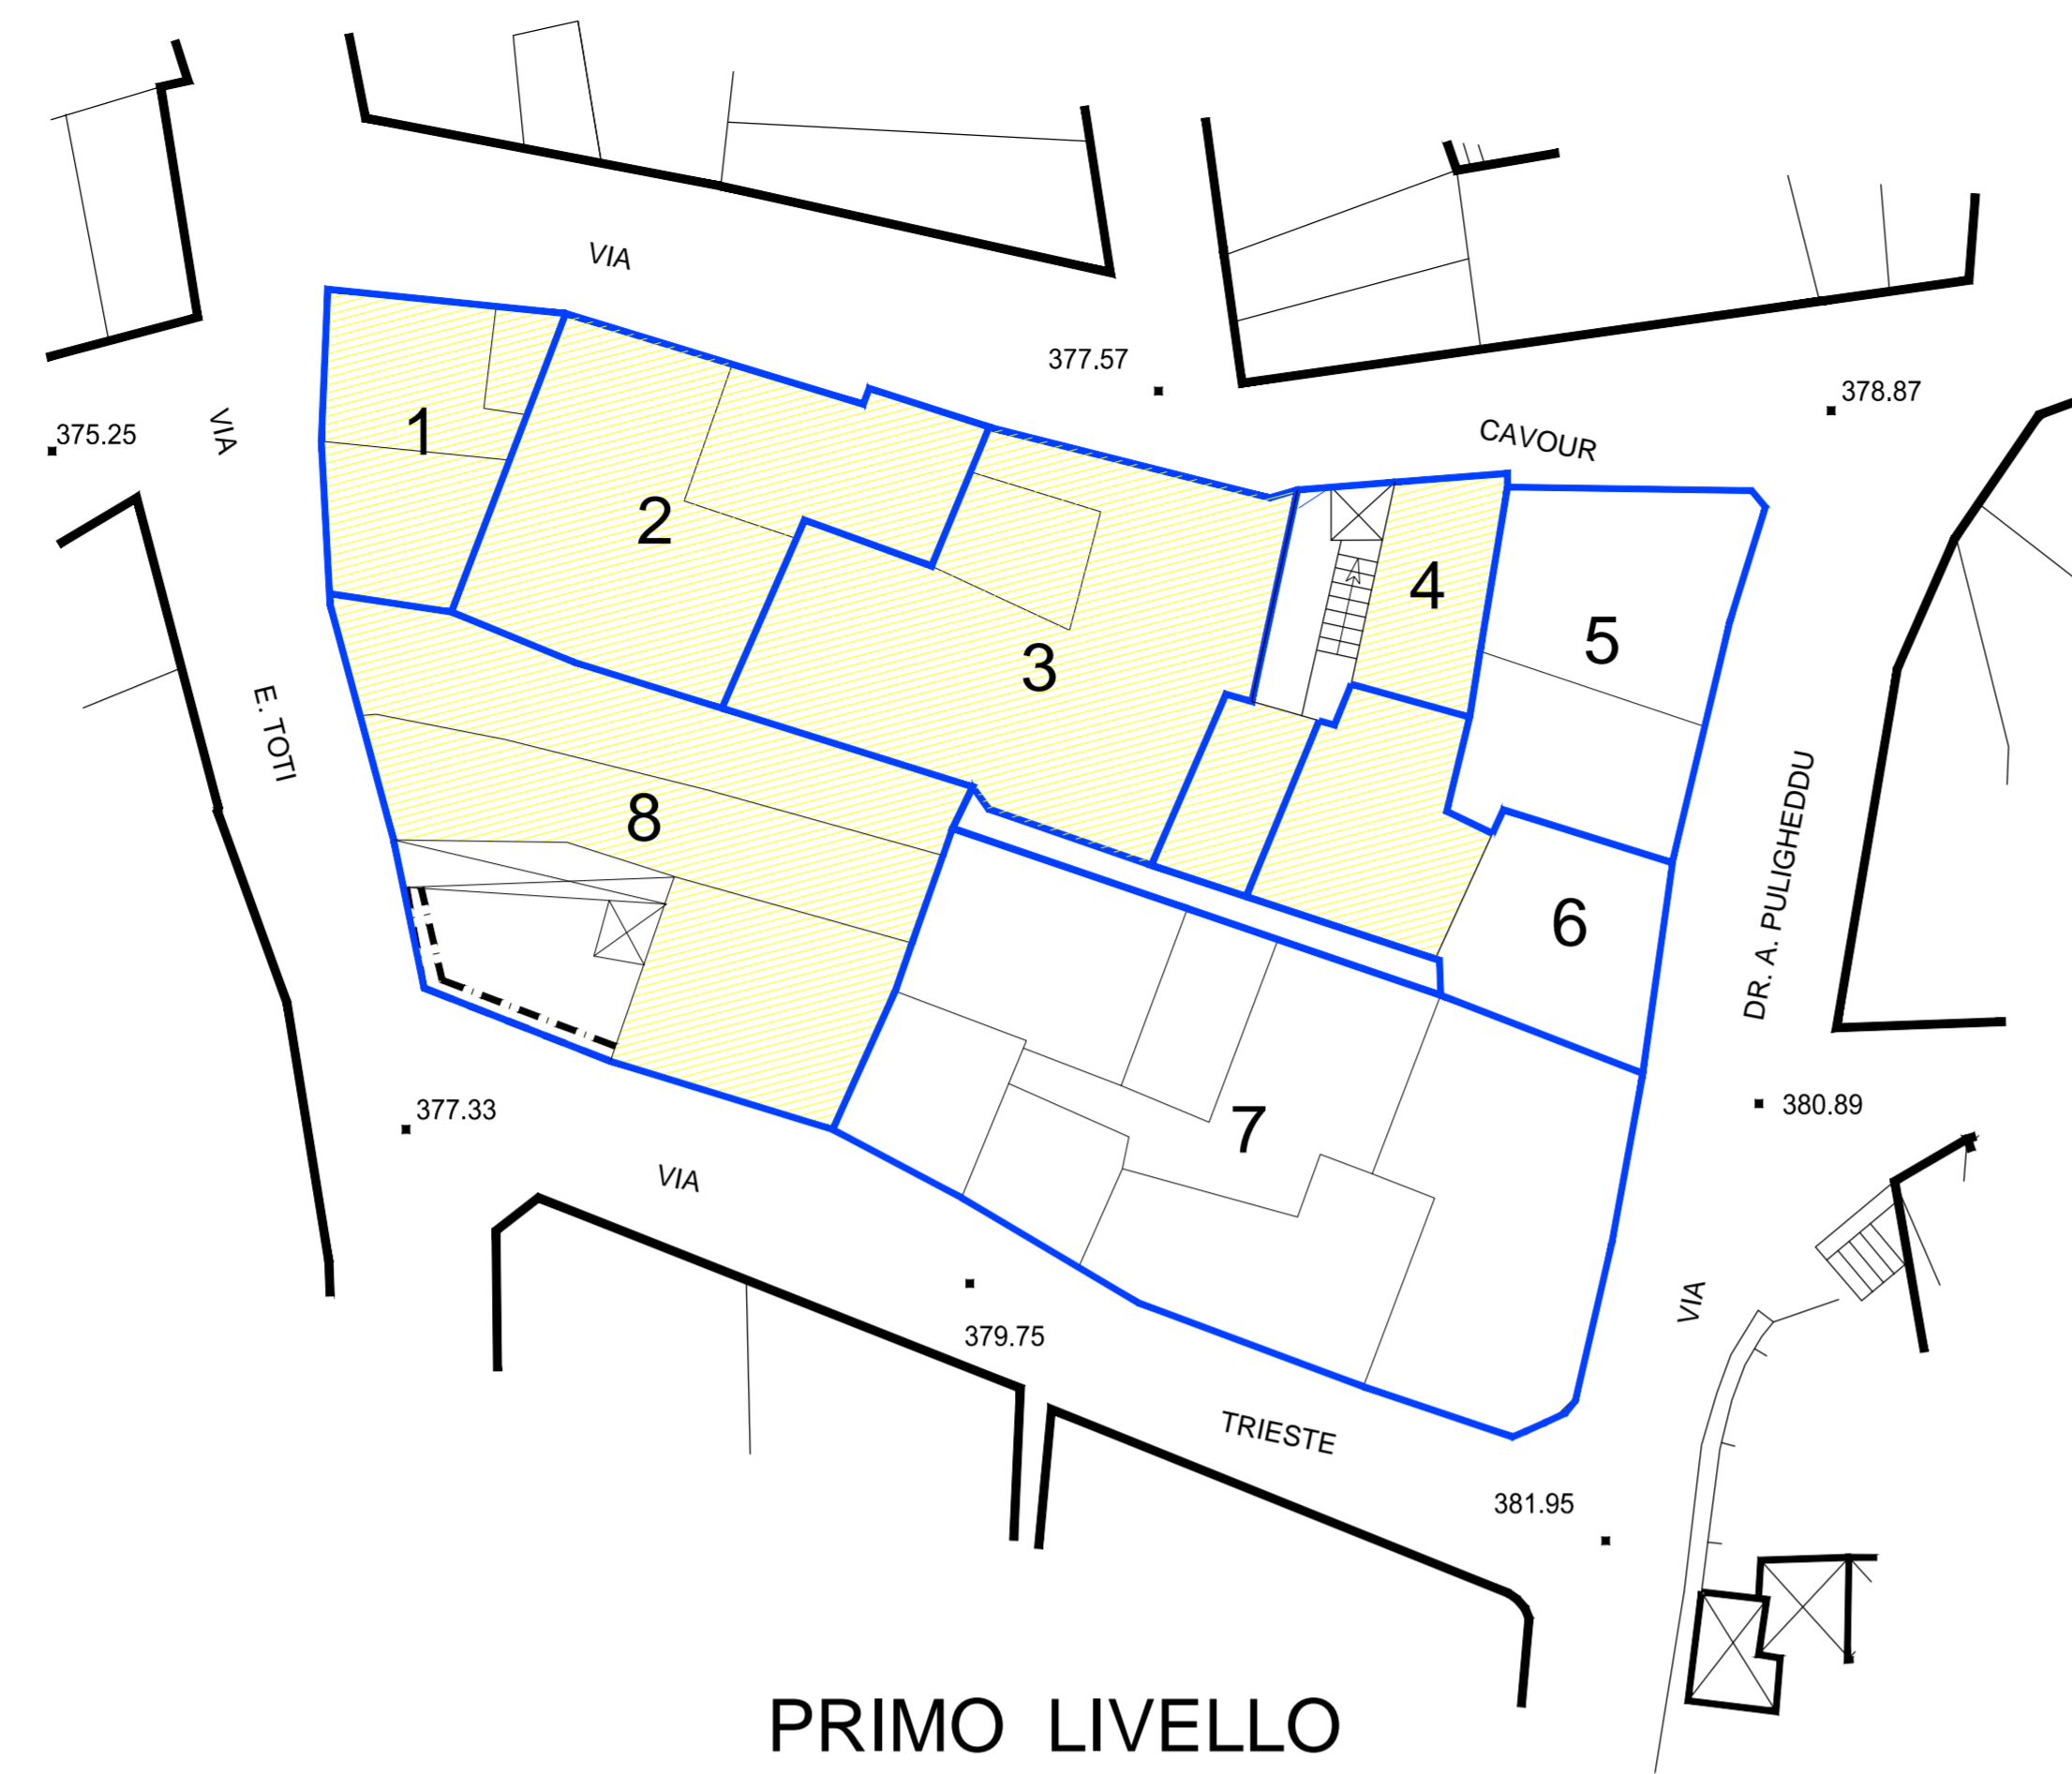 VIA
377.57
378.87
CAVOUR
VIA
375.25
1
2
4
5
3
E. TOTI
8
DR. A. PULIGHEDDU
6
377.33
7
380.89
VIA
VIA
379.75
TRIESTE
381.95
PRIMO LIVELLO